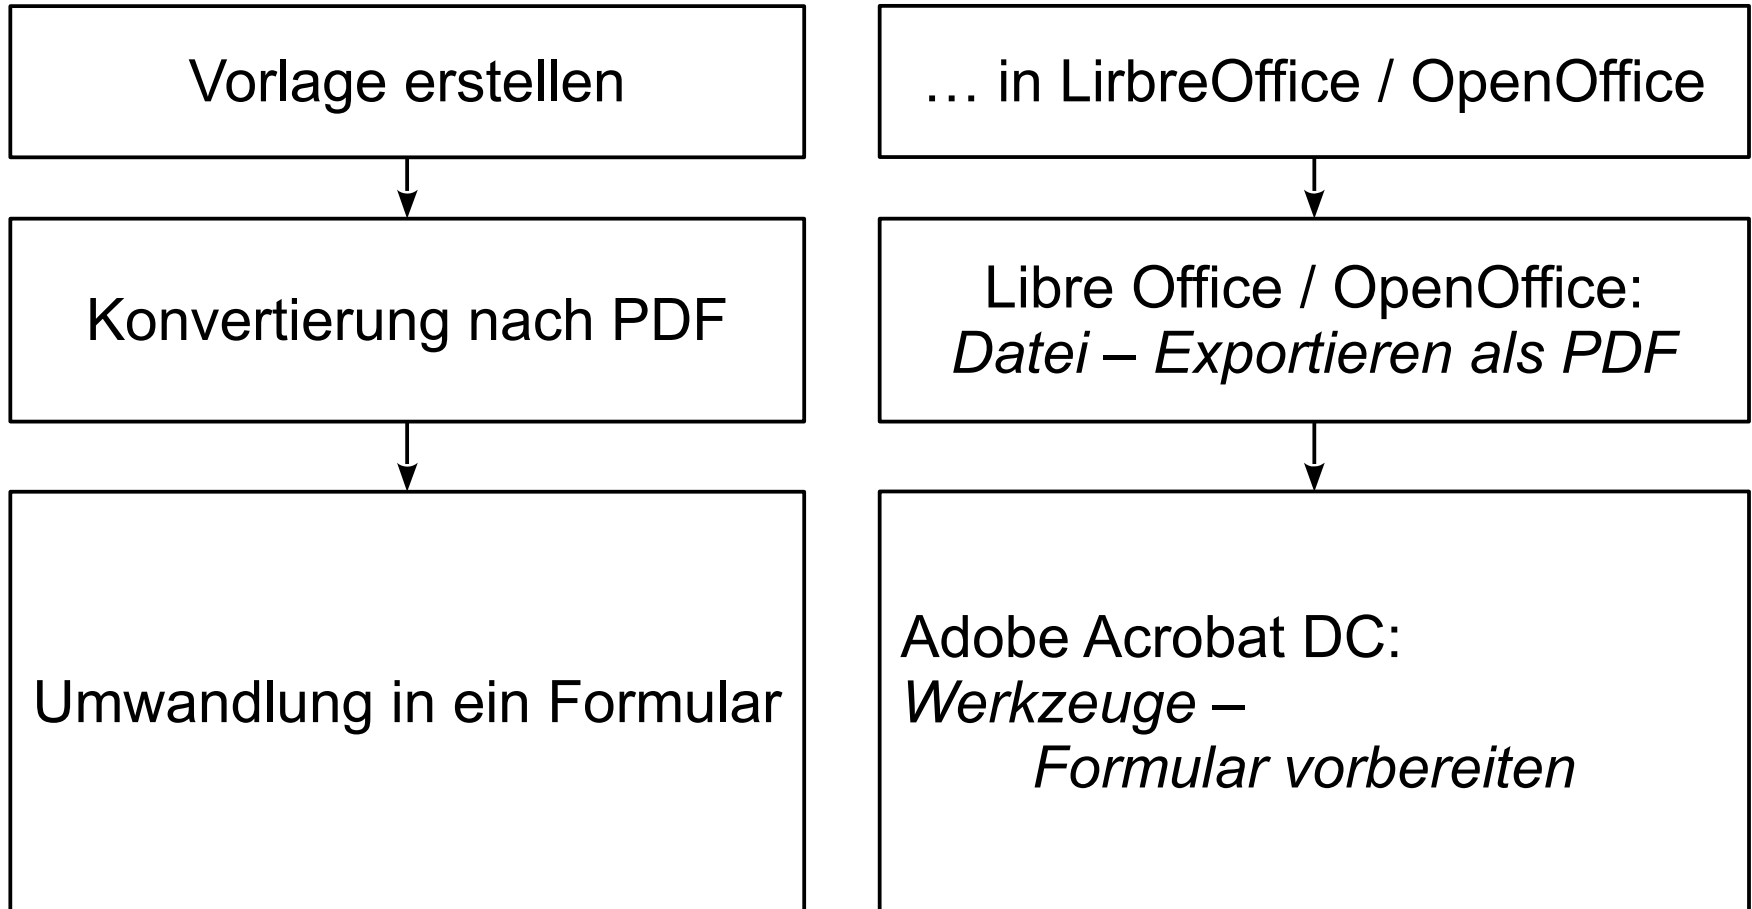 Vorlage erstellen
… in LirbreOffice / OpenOffice
Konvertierung nach PDF
Libre Office / OpenOffice:
Datei – Exportieren als PDF
Umwandlung in ein Formular
Adobe Acrobat DC:
Werkzeuge –
Formular vorbereiten